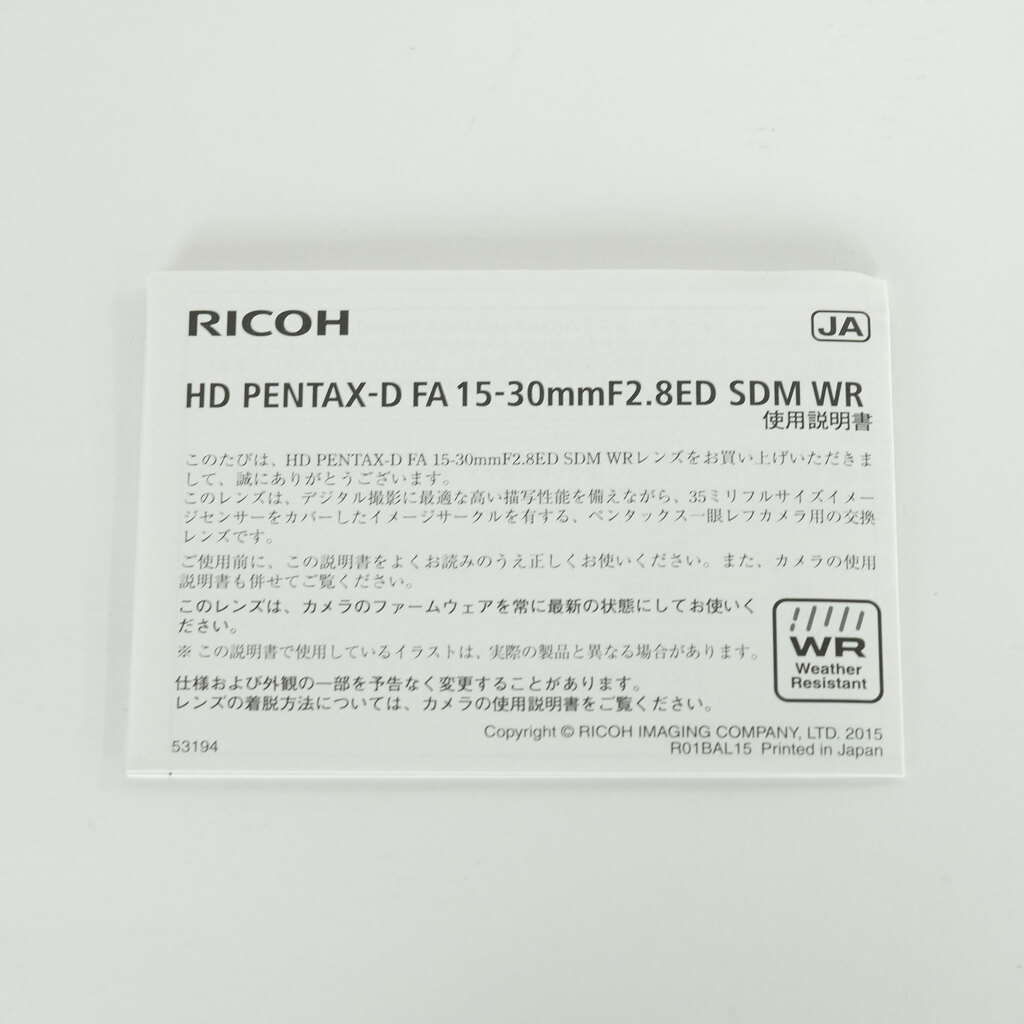 RICOH
JA
HD PENTAX-D FA 15-30mmF2.8ED SDM WR
使用説明書
このたびは、HD PENTAX-D FA 15-30mmF2.8ED SDM WRレンズをお買い上げいただきま
して、誠にありがとうございます。
このレンズは、デジタル撮影に最適な高い描写性能を備えながら、35ミリフルサイズイメー
ジセンサーをカバーしたイメージサークルを有する、ペンタックス一眼レフカメラ用の交換
レンズです。
ご使用前に、この説明書をよくお読みのうえ正しくお使いください。また、カメラの使用
説明書も併せてご覧ください。
このレンズは、カメラのファームウェアを常に最新の状態にしてお使いく
ださい。
※ この説明書で使用しているイラストは、実際の製品と異なる場合があります。
仕様および外観の一部を予告なく変更することがあります。
レンズの着脱方法については、カメラの使用説明書をご覧ください。
WR
Weather
Resistant
53194
Copyright © RICOH IMAGING COMPANY, LTD. 2015
R01BAL15 Printed in Japan